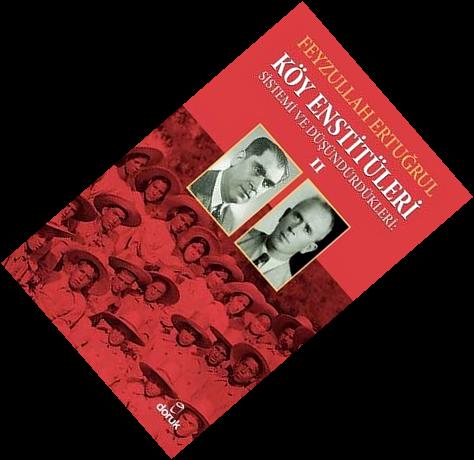 FEYZULLAH ERTUĞRUL
KÖY ENSTİTÜLERİ
SİSTEMİ VE DÜŞÜNDÜRDÜKLERİ:
II
doruk